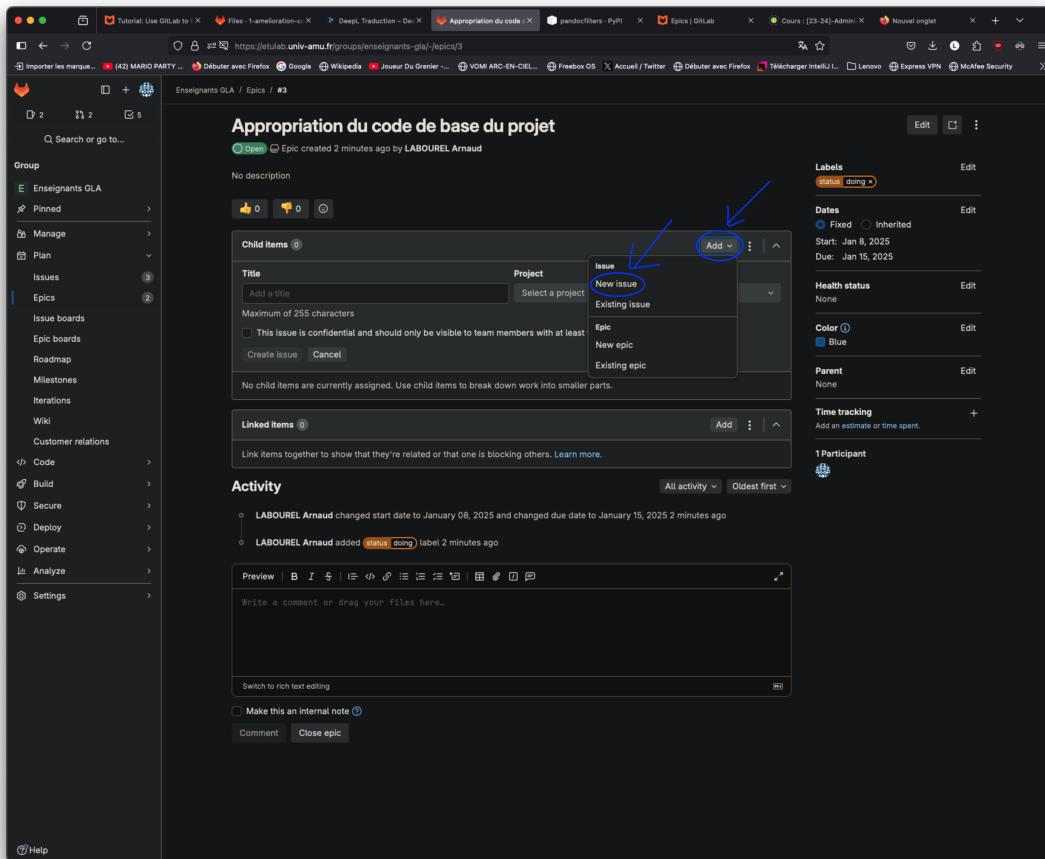 Tutorial: Use GitLab to
Files · 1-amelioration-c
DeepL Traduction – Dee
Appropriation du code d
pandocfilters · PyPI
Epics | GitLab
Cours : [23-24]-Admin
Nouvel onglet
https://etulab.univ-amu.fr/groups/enseignants-gla/-/epics/3
Importer les marque...
(42) MARIO PARTY ...
Débuter avec Firefox
Google
Wikipedia
Joueur Du Grenier -...
VOMI ARC-EN-CIEL...
Freebox OS
Accueil / Twitter
Débuter avec Firefox
Télécharger IntelliJ I...
Lenovo
Express VPN
McAfee Security
Enseignants GLA / Epics / #3
2 2 5
Search or go to...
Group
E Enseignants GLA
Pinned
Manage
Plan
Issues 3
Epics 2
Issue boards
Epic boards
Roadmap
Milestones
Iterations
Wiki
Customer relations
Code
Build
Secure
Deploy
Operate
Analyze
Settings
Help
Appropriation du code de base du projet
Edit
Open Epic created 2 minutes ago by LABOUREL Arnaud
No description
0 0
Child items 0
Add
Title
Project
Add a title
Select a project
Maximum of 255 characters
This issue is confidential and should only be visible to team members with at least
Create issue Cancel
Issue
New issue
Existing issue
Epic
New epic
Existing epic
No child items are currently assigned. Use child items to break down work into smaller parts.
Linked items 0
Add
Link items together to show that they're related or that one is blocking others. Learn more.
Activity
All activity Oldest first
LABOUREL Arnaud changed start date to January 08, 2025 and changed due date to January 15, 2025 2 minutes ago
LABOUREL Arnaud added status doing label 2 minutes ago
Preview B I S
Write a comment or drag your files here…
Switch to rich text editing
Make this an internal note
Comment Close epic
Labels Edit
status doing ×
Dates Edit
Fixed Inherited
Start: Jan 8, 2025
Due: Jan 15, 2025
Health status Edit
None
Color Edit
Blue
Parent Edit
None
Time tracking +
Add an estimate or time spent.
1 Participant